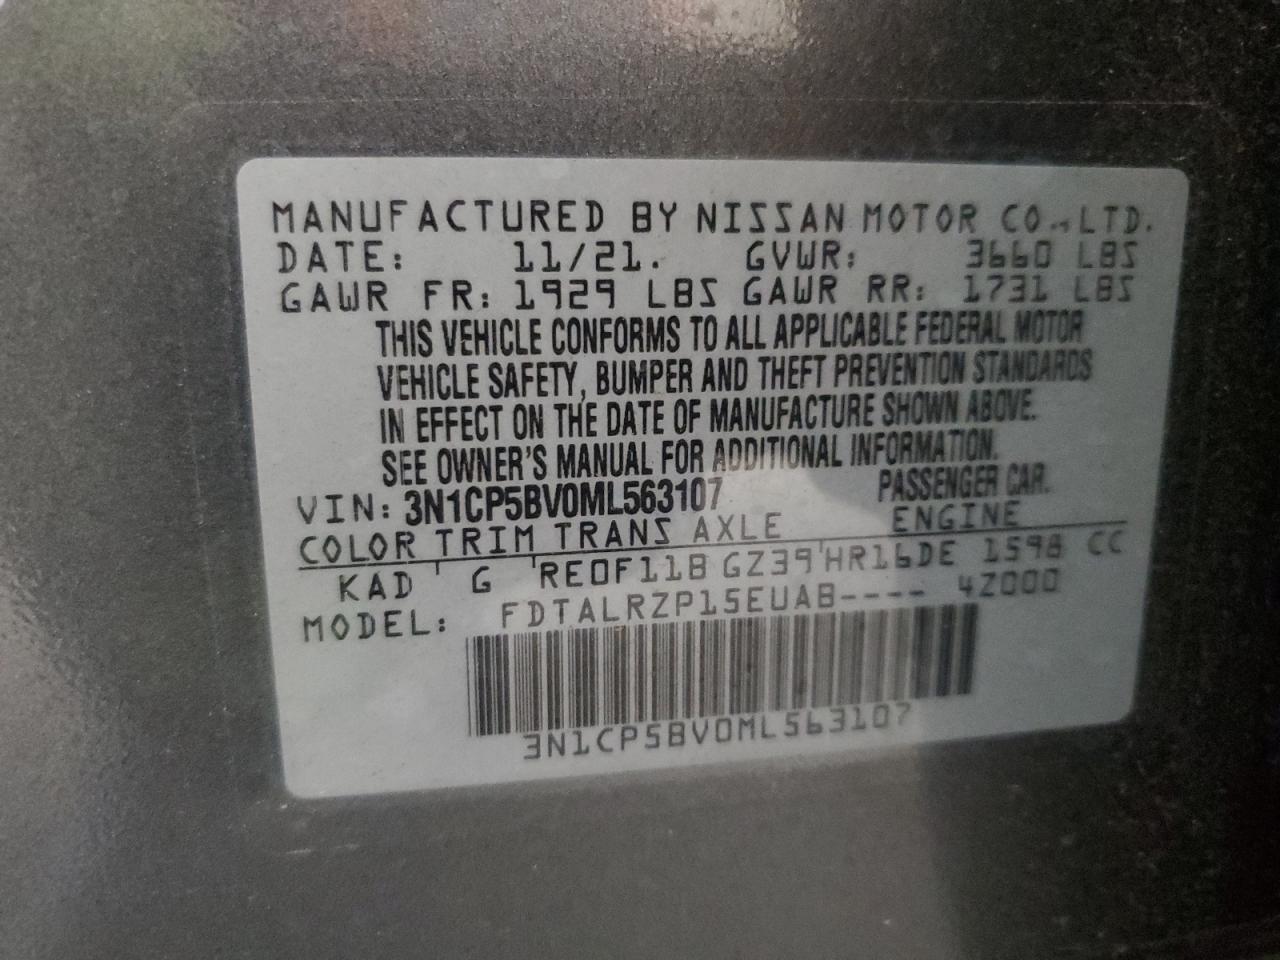 MANUFACTURED BY NISSAN MOTOR CO.,LTD.
DATE: 11/21. GVWR: 3660 LBS
GAWR FR: 1929 LBS GAWR RR: 1731 LBS
THIS VEHICLE CONFORMS TO ALL APPLICABLE FEDERAL MOTOR
VEHICLE SAFETY, BUMPER AND THEFT PREVENTION STANDARDS
IN EFFECT ON THE DATE OF MANUFACTURE SHOWN ABOVE.
SEE OWNER'S MANUAL FOR ADDITIONAL INFORMATION.
VIN: 3N1CP5BV0ML563107 PASSENGER CAR.
COLOR TRIM TRANS AXLE ENGINE
KAD ' G ' RE0F11B GZ39'HR16DE 1598 CC
MODEL: FDTALRZP15EUAB---- 4Z000
3N1CP5BV0ML563107